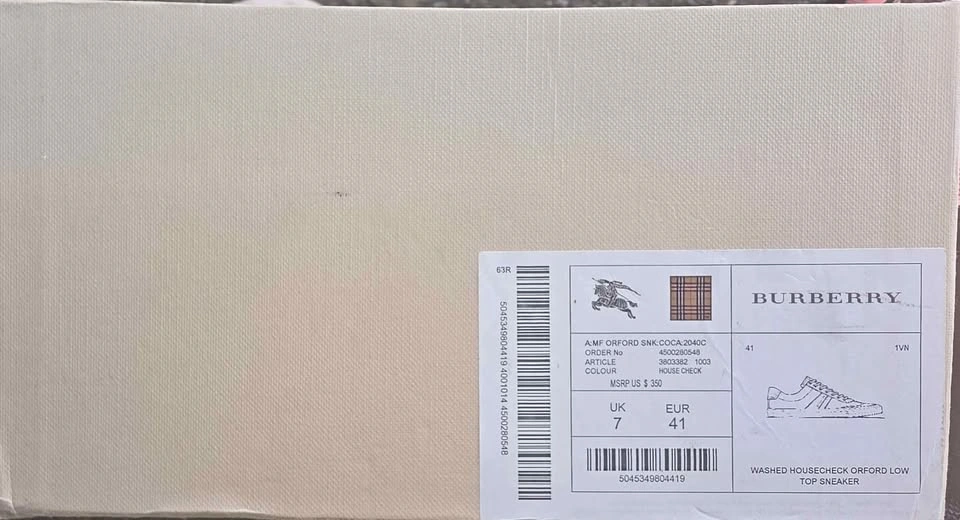 63R
5045349804419 4001014 4500280548
A:MF ORFORD SNK:COCA:2040C
ORDER No 4500280548
ARTICLE 3803382 1003
COLOUR HOUSE CHECK
MSRP US $ 350
UK EUR
7 41
5045349804419
BURBERRY
41 1VN
WASHED HOUSECHECK ORFORD LOW
TOP SNEAKER